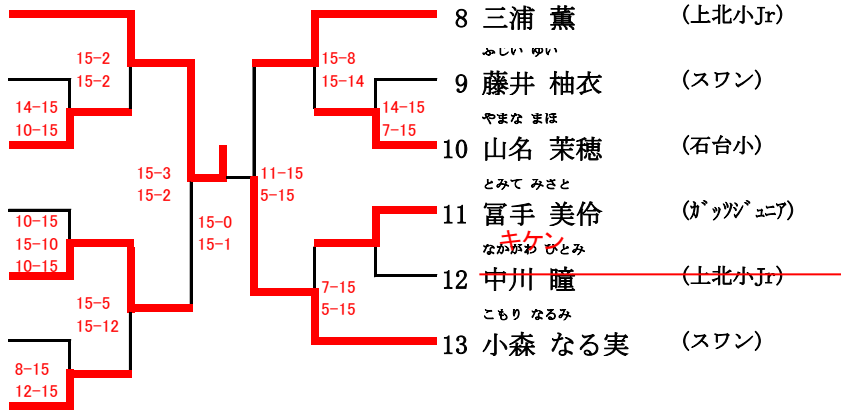 8 三浦 薫 (上北小Jr)
15-2 15-8
15-2 15-14
ふじい ゆい
9 藤井 柚衣 (スワン)
14-15 14-15
10-15 7-15
やまな まほ
10 山名 茉穂 (石台小)
15-3 11-15
15-2 5-15
とみて みさと
11 冨手 美伶 (ガッツジュニア)
10-15 15-0
15-10 15-1
10-15
キケン
なかがわ ひとみ
12 中川 瞳 (上北小Jr)
15-5 7-15
15-12 5-15
こもり なるみ
13 小森 なる実 (スワン)
8-15
12-15